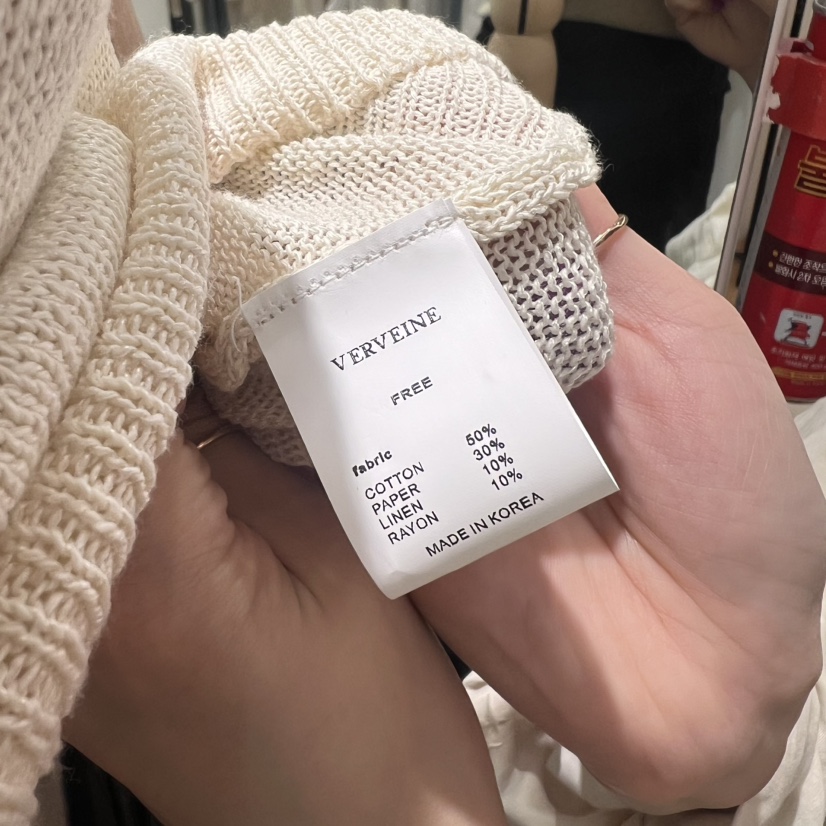 VERVEINE
FREE
fabric
COTTON 50%
PAPER 30%
LINEN 10%
RAYON 10%
MADE IN KOREA